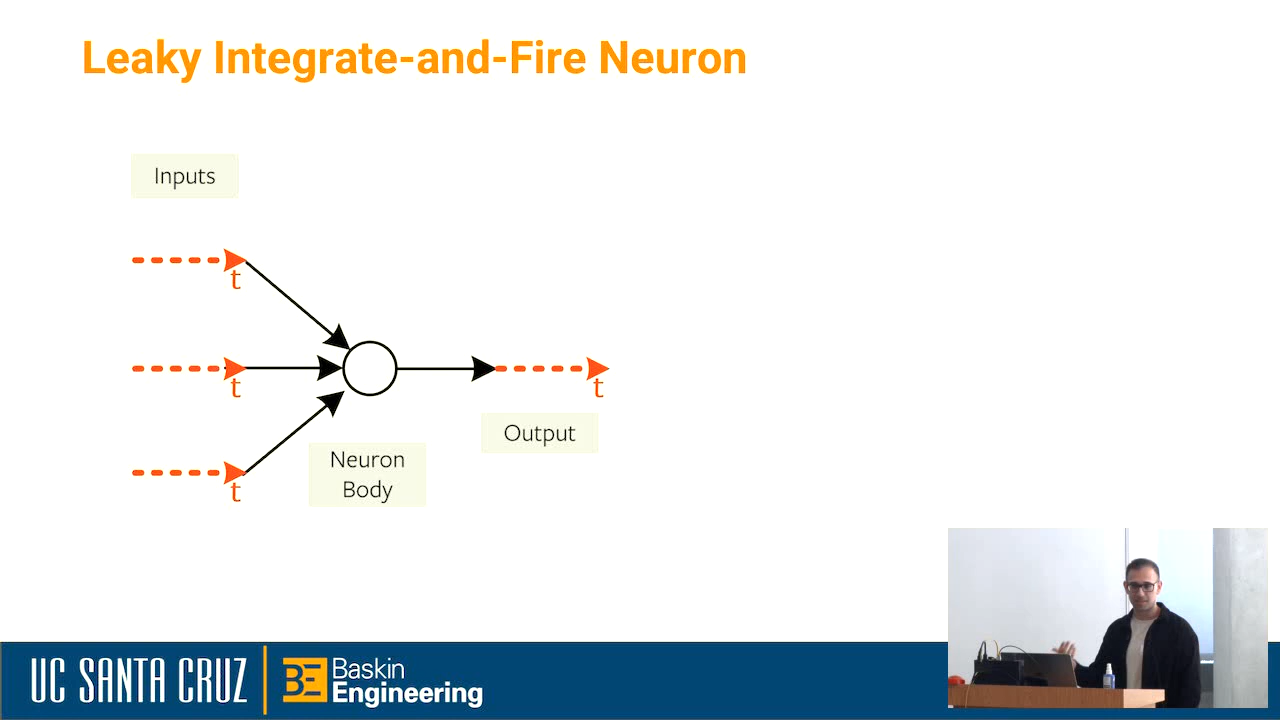 Leaky Integrate-and-Fire Neuron
Inputs
t
t
t
t
Output
Neuron
Body
UC SANTA CRUZ
BE
Baskin
Engineering